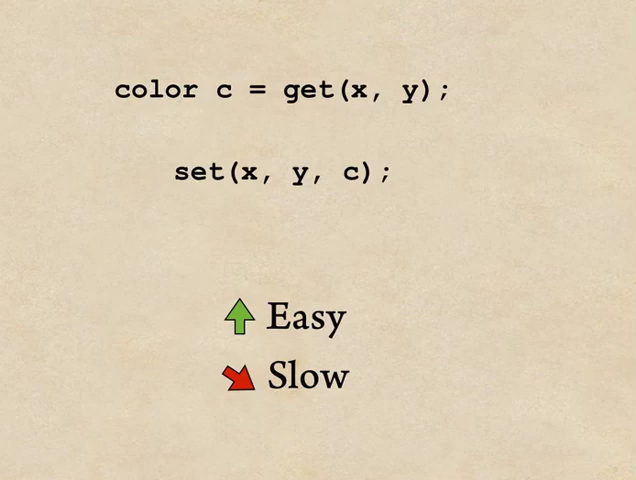 color c = get(x, y);
set(x, y, c);
Easy
Slow